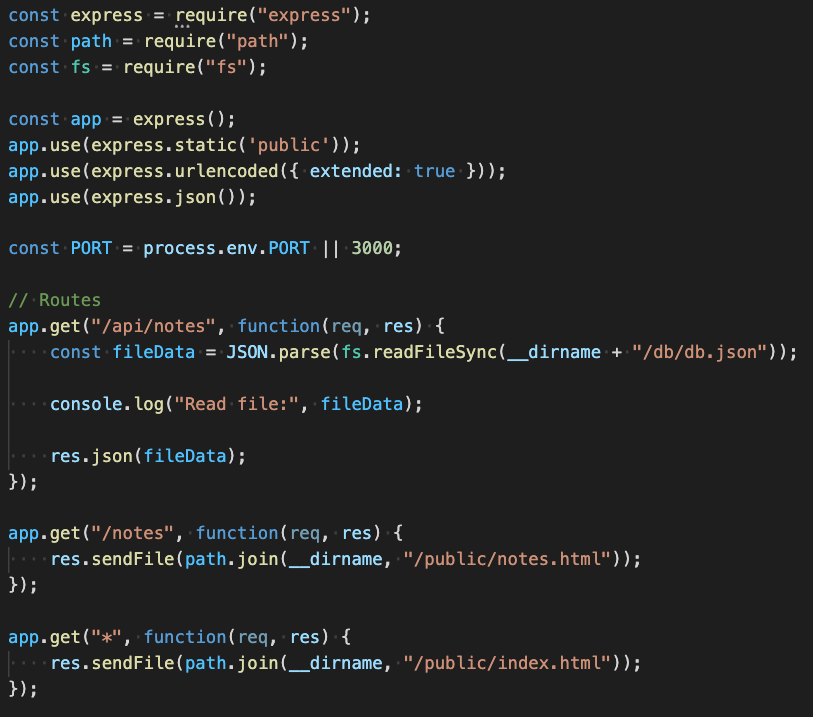 const express = require("express");
const path = require("path");
const fs = require("fs");

const app = express();
app.use(express.static('public'));
app.use(express.urlencoded({ extended: true }));
app.use(express.json());

const PORT = process.env.PORT || 3000;

// Routes
app.get("/api/notes", function(req, res) {
    const fileData = JSON.parse(fs.readFileSync(__dirname + "/db/db.json"));

    console.log("Read file:", fileData);

    res.json(fileData);
});

app.get("/notes", function(req, res) {
    res.sendFile(path.join(__dirname, "/public/notes.html"));
});

app.get("*", function(req, res) {
    res.sendFile(path.join(__dirname, "/public/index.html"));
});